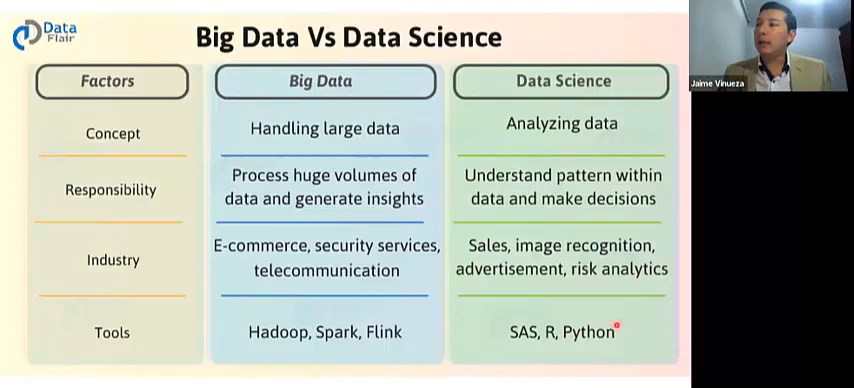 Data
Flair
Big Data Vs Data Science
Factors
Big Data
Data Science
Concept
Handling large data
Analyzing data
Responsibility
Process huge volumes of
data and generate insights
Understand pattern within
data and make decisions
Industry
E-commerce, security services,
telecommunication
Sales, image recognition,
advertisement, risk analytics
Tools
Hadoop, Spark, Flink
SAS, R, Python
Jaime Vinueza